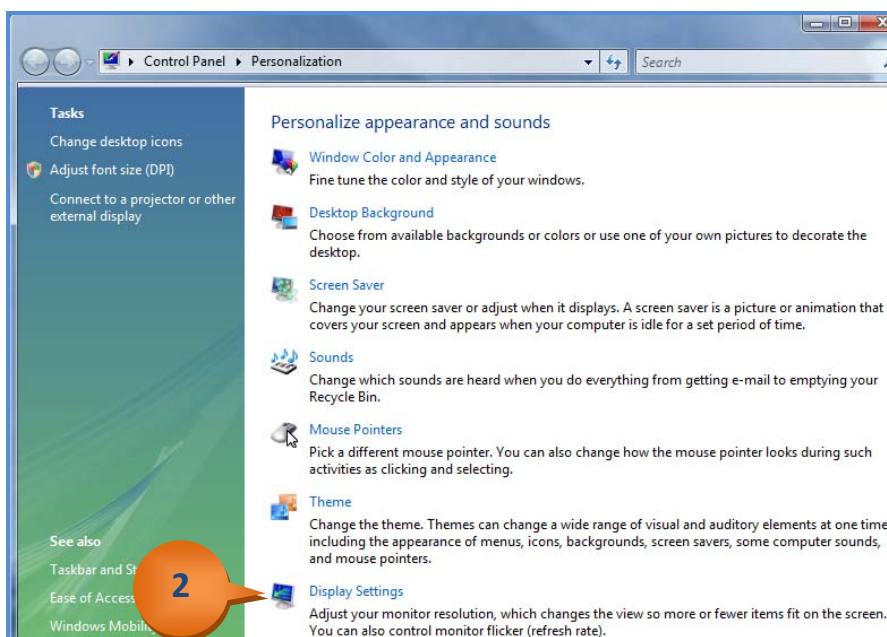 Control Panel
Personalization
Search
Tasks
Change desktop icons
Adjust font size (DPI)
Connect to a projector or other
external display
Personalize appearance and sounds
Window Color and Appearance
Fine tune the color and style of your windows.
Desktop Background
Choose from available backgrounds or colors or use one of your own pictures to decorate the
desktop.
Screen Saver
Change your screen saver or adjust when it displays. A screen saver is a picture or animation that
covers your screen and appears when your computer is idle for a set period of time.
Sounds
Change which sounds are heard when you do everything from getting e-mail to emptying your
Recycle Bin.
Mouse Pointers
Pick a different mouse pointer. You can also change how the mouse pointer looks during such
activities as clicking and selecting.
Theme
Change the theme. Themes can change a wide range of visual and auditory elements at one time
including the appearance of menus, icons, backgrounds, screen savers, some computer sounds,
and mouse pointers.
See also
Taskbar and
Ease of Access
Windows
2
Display Settings
Adjust your monitor resolution, which changes the view so more or fewer items fit on the screen.
You can also control monitor flicker (refresh rate).